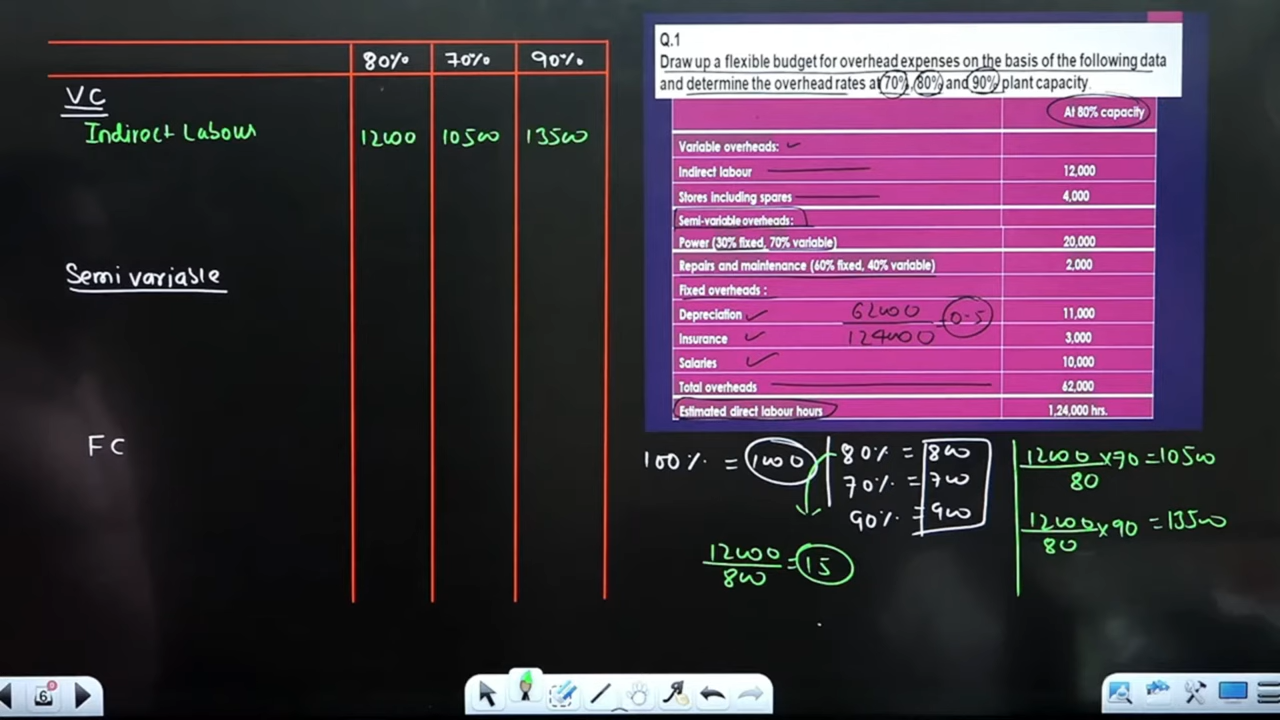 80% 70% 90%
VC
Indirect Labour 12000 10500 13500
Semi variable
FC
Q.1
Draw up a flexible budget for overhead expenses on the basis of the following data
and determine the overhead rates at 70%, 80% and 90% plant capacity
At 80% capacity
Variable overheads:
Indirect labour 12,000
Stores including spares 4,000
Semi-variable overheads:
Power (30% fixed, 70% variable) 20,000
Repairs and maintenance (60% fixed, 40% variable) 2,000
Fixed overheads :
Depreciation 11,000
Insurance 3,000
Salaries 10,000
Total overheads 62,000
Estimated direct labour hours 1,24,000 hrs.
62000
124000
= 0.5
100% = 1000
80% = 800
70% = 700
90% = 900
12000
800
= 15
12000
80
×70 = 10500
12000
80
×90 = 13500
6